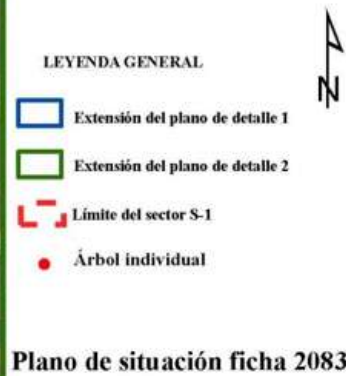 LEYENDA GENERAL
N
Extensión del plano de detalle 1
Extensión del plano de detalle 2
Límite del sector S-1
Árbol individual
Plano de situación ficha 2083